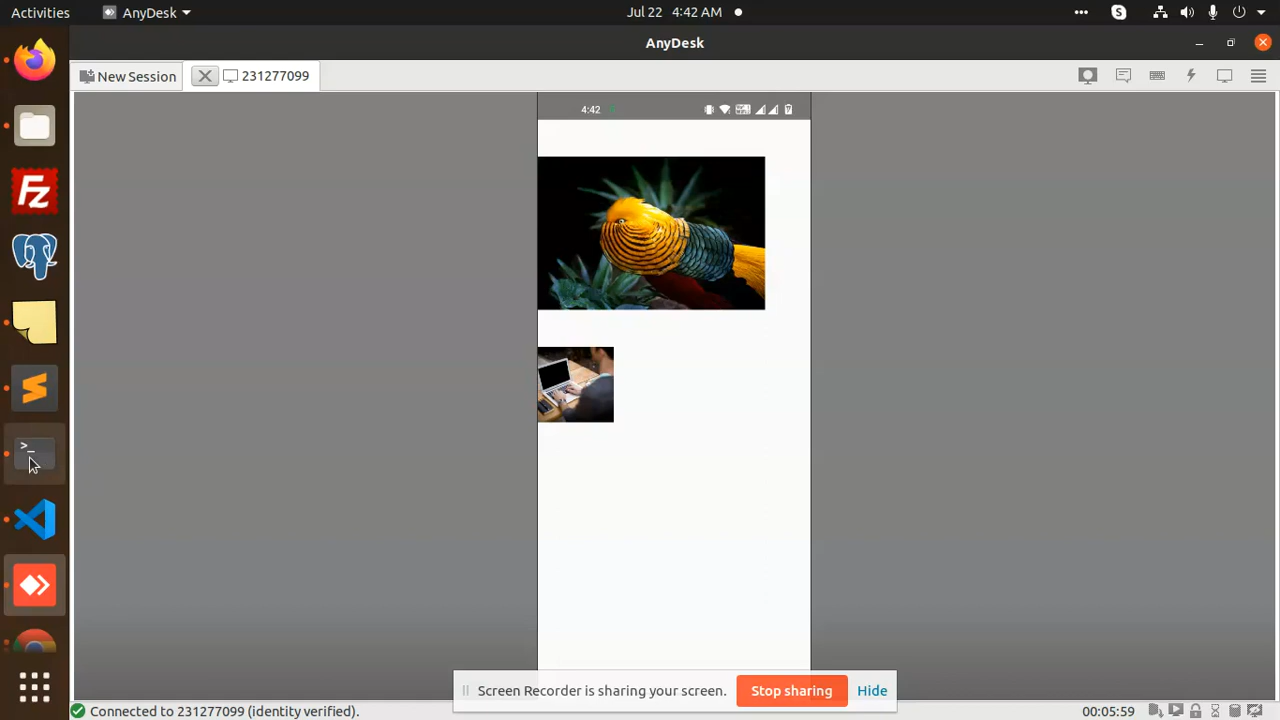 Activities
AnyDesk
Jul 22 4:42 AM
AnyDesk
New Session
231277099
4:42
Fz
>_
Screen Recorder is sharing your screen.
Stop sharing
Hide
Connected to 231277099 (identity verified).
00:05:59